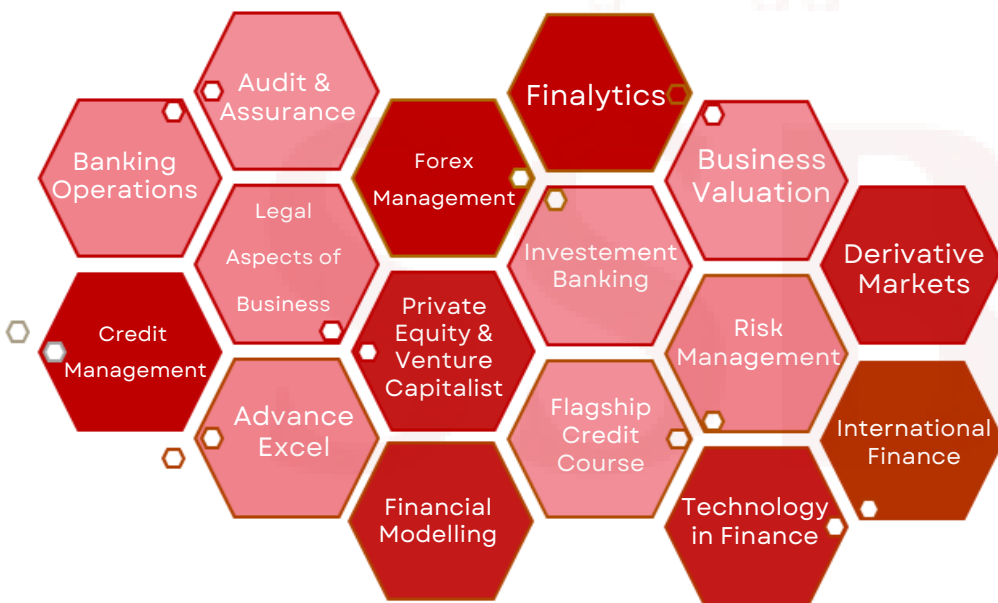 Audit &
Assurance
Finalytics
Banking
Operations
Forex
Management
Business
Valuation
Legal
Aspects of
Business
Investement
Banking
Derivative
Markets
Credit
Management
Private
Equity &
Venture
Capitalist
Risk
Management
Advance
Excel
Flagship
Credit
Course
International
Finance
Financial
Modelling
Technology
in Finance